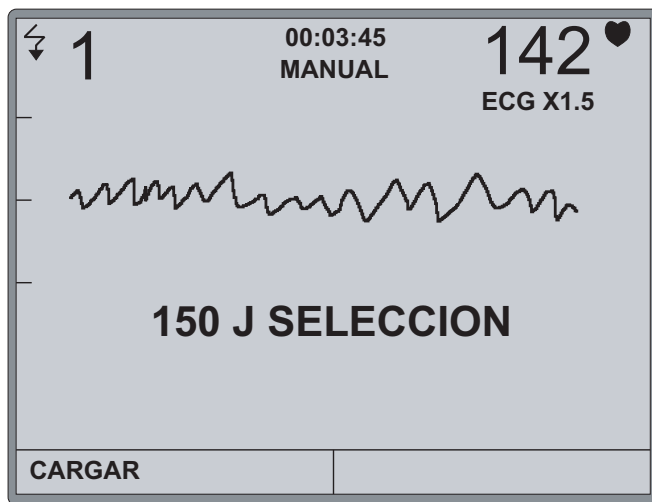 1
00:03:45
MANUAL
142
ECG X1.5
150 J SELECCION
CARGAR